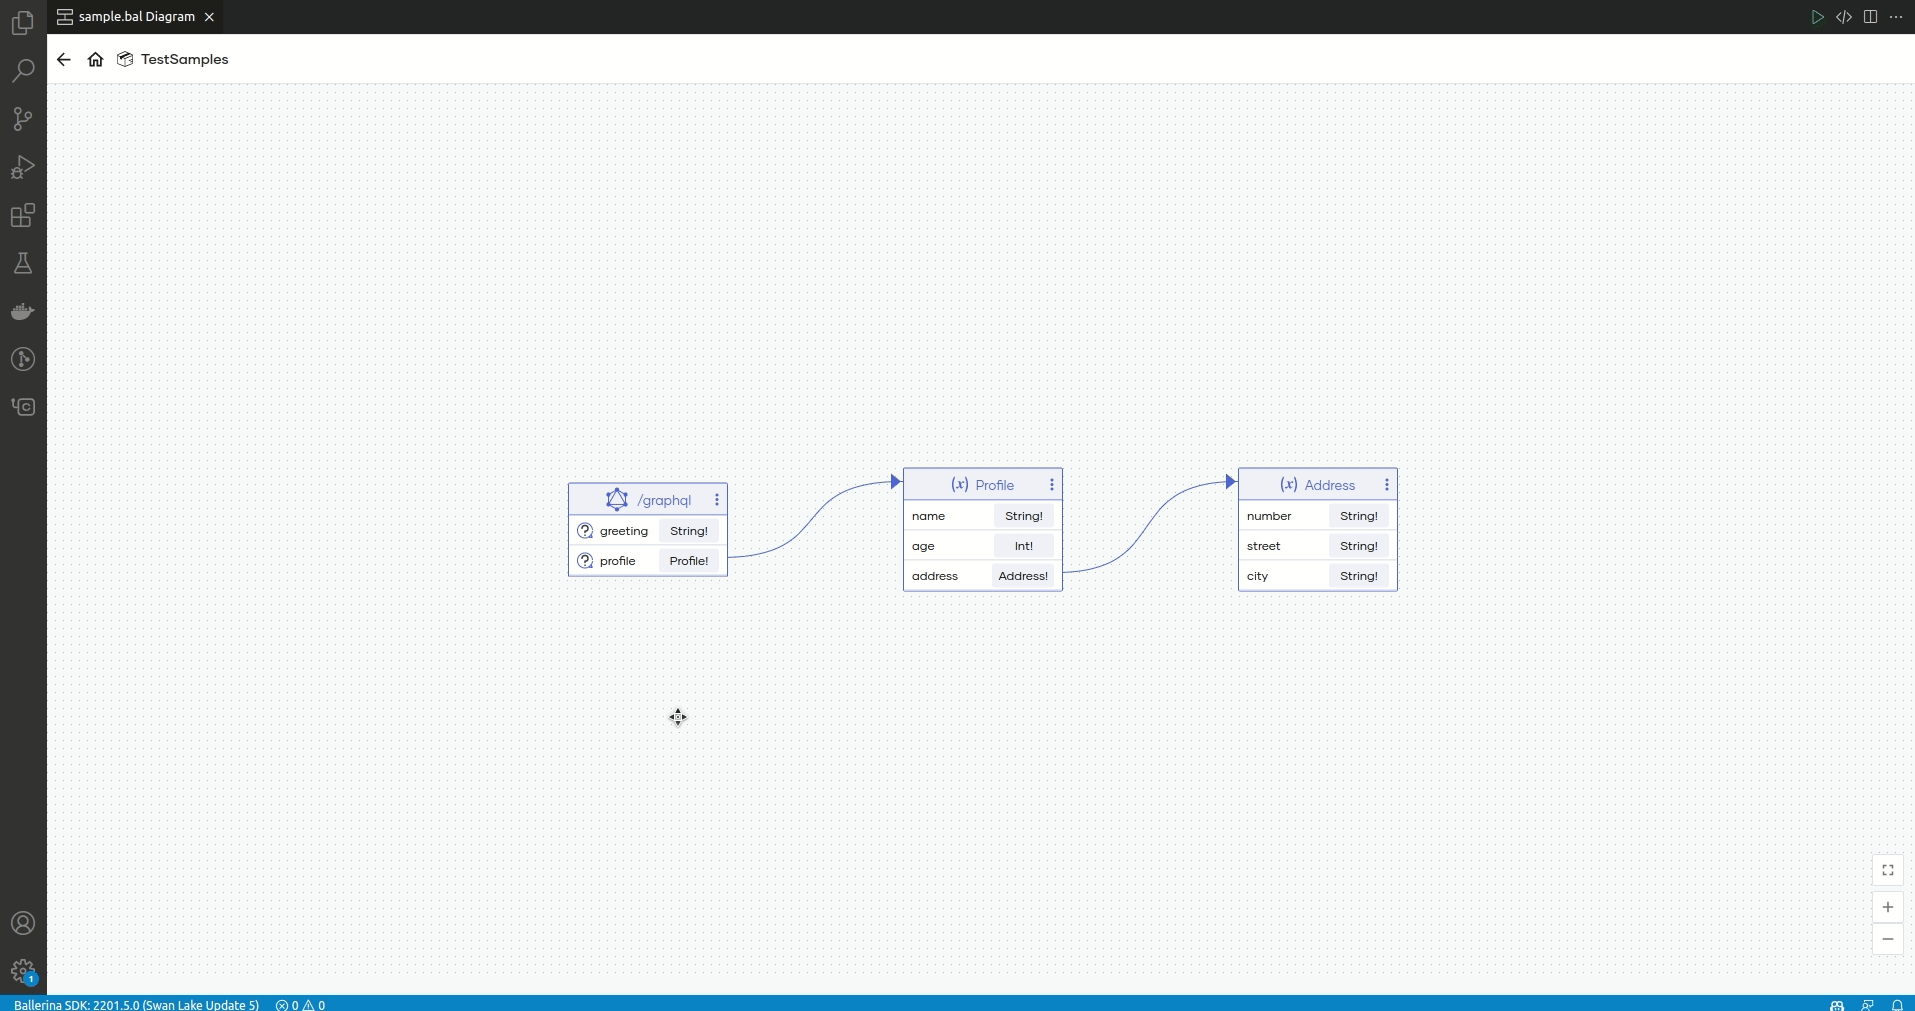 sample.bal Diagram
TestSamples
/graphql
greeting String!
profile Profile!
(x) Profile
name String!
age Int!
address Address!
(x) Address
number String!
street String!
city String!
1
Ballerina SDK: 2201.5.0 (Swan Lake Update 5) 0 0